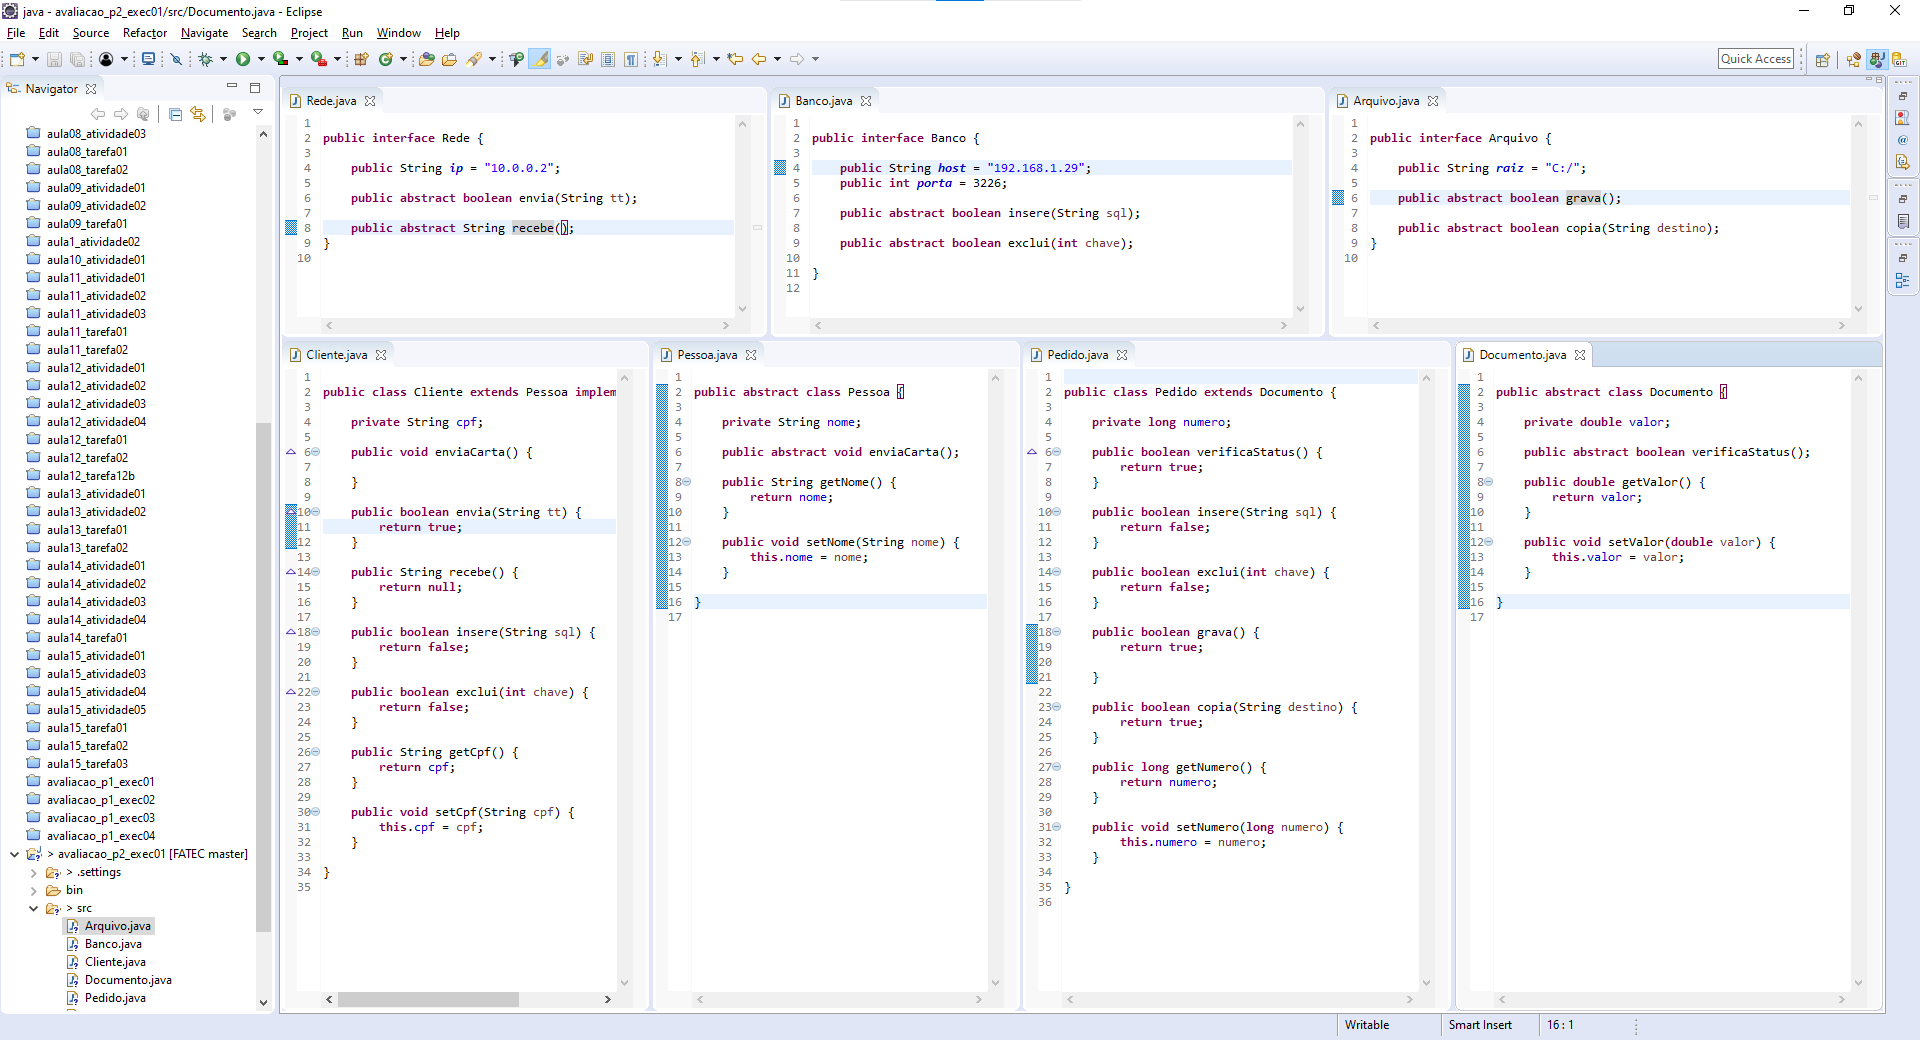 java - avaliacao_p2_exec01/src/Documento.java - Eclipse
File Edit Source Refactor Navigate Search Project Run Window Help
Quick Access
Navigator
aula08_atividade03
aula08_tarefa01
aula08_tarefa02
aula09_atividade01
aula09_atividade02
aula09_tarefa01
aula1_atividade02
aula10_atividade01
aula11_atividade01
aula11_atividade02
aula11_atividade03
aula11_tarefa01
aula11_tarefa02
aula12_atividade01
aula12_atividade02
aula12_atividade03
aula12_atividade04
aula12_tarefa01
aula12_tarefa02
aula12_tarefa12b
aula13_atividade01
aula13_atividade02
aula13_tarefa01
aula13_tarefa02
aula14_atividade01
aula14_atividade02
aula14_atividade03
aula14_atividade04
aula14_tarefa01
aula15_atividade01
aula15_atividade03
aula15_atividade04
aula15_atividade05
aula15_tarefa01
aula15_tarefa02
aula15_tarefa03
avaliacao_p1_exec01
avaliacao_p1_exec02
avaliacao_p1_exec03
avaliacao_p1_exec04
> avaliacao_p2_exec01 [FATEC master]
> .settings
bin
> src
Arquivo.java
Banco.java
Cliente.java
Documento.java
Pedido.java
Rede.java
1
2 public interface Rede {
3
4 public String ip = "10.0.0.2";
5
6 public abstract boolean envia(String tt);
7
8 public abstract String recebe();
9 }
10
Banco.java
1
2 public interface Banco {
3
4 public String host = "192.168.1.29";
5 public int porta = 3226;
6
7 public abstract boolean insere(String sql);
8
9 public abstract boolean exclui(int chave);
10
11 }
12
Arquivo.java
1
2 public interface Arquivo {
3
4 public String raiz = "C:/";
5
6 public abstract boolean grava();
7
8 public abstract boolean copia(String destino);
9 }
10
Cliente.java
1
2 public class Cliente extends Pessoa implem
3
4 private String cpf;
5
6 public void enviaCarta() {
7
8 }
9
10 public boolean envia(String tt) {
11 return true;
12 }
13
14 public String recebe() {
15 return null;
16 }
17
18 public boolean insere(String sql) {
19 return false;
20 }
21
22 public boolean exclui(int chave) {
23 return false;
24 }
25
26 public String getCpf() {
27 return cpf;
28 }
29
30 public void setCpf(String cpf) {
31 this.cpf = cpf;
32 }
33
34 }
35
Pessoa.java
1
2 public abstract class Pessoa {
3
4 private String nome;
5
6 public abstract void enviaCarta();
7
8 public String getNome() {
9 return nome;
10 }
11
12 public void setNome(String nome) {
13 this.nome = nome;
14 }
15
16 }
17
Pedido.java
1
2 public class Pedido extends Documento {
3
4 private long numero;
5
6 public boolean verificaStatus() {
7 return true;
8 }
9
10 public boolean insere(String sql) {
11 return false;
12 }
13
14 public boolean exclui(int chave) {
15 return false;
16 }
17
18 public boolean grava() {
19 return true;
20
21 }
22
23 public boolean copia(String destino) {
24 return true;
25 }
26
27 public long getNumero() {
28 return numero;
29 }
30
31 public void setNumero(long numero) {
32 this.numero = numero;
33 }
34
35 }
36
Documento.java
1
2 public abstract class Documento {
3
4 private double valor;
5
6 public abstract boolean verificaStatus();
7
8 public double getValor() {
9 return valor;
10 }
11
12 public void setValor(double valor) {
13 this.valor = valor;
14 }
15
16 }
17
Writable Smart Insert 16 : 1